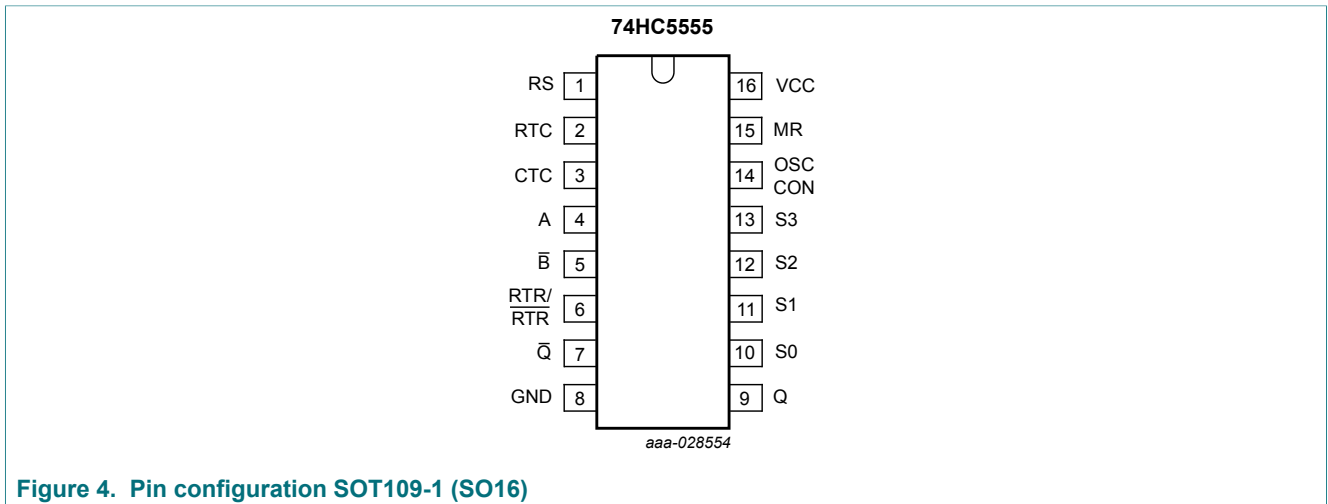 74HC5555
RS 1 16 VCC
RTC 2 15 MR
CTC 3 14 OSC CON
A 4 13 S3
B̅ 5 12 S2
RTR/R̅T̅R̅ 6 11 S1
Q̅ 7 10 S0
GND 8 9 Q
aaa-028554
Figure 4. Pin configuration SOT109-1 (SO16)